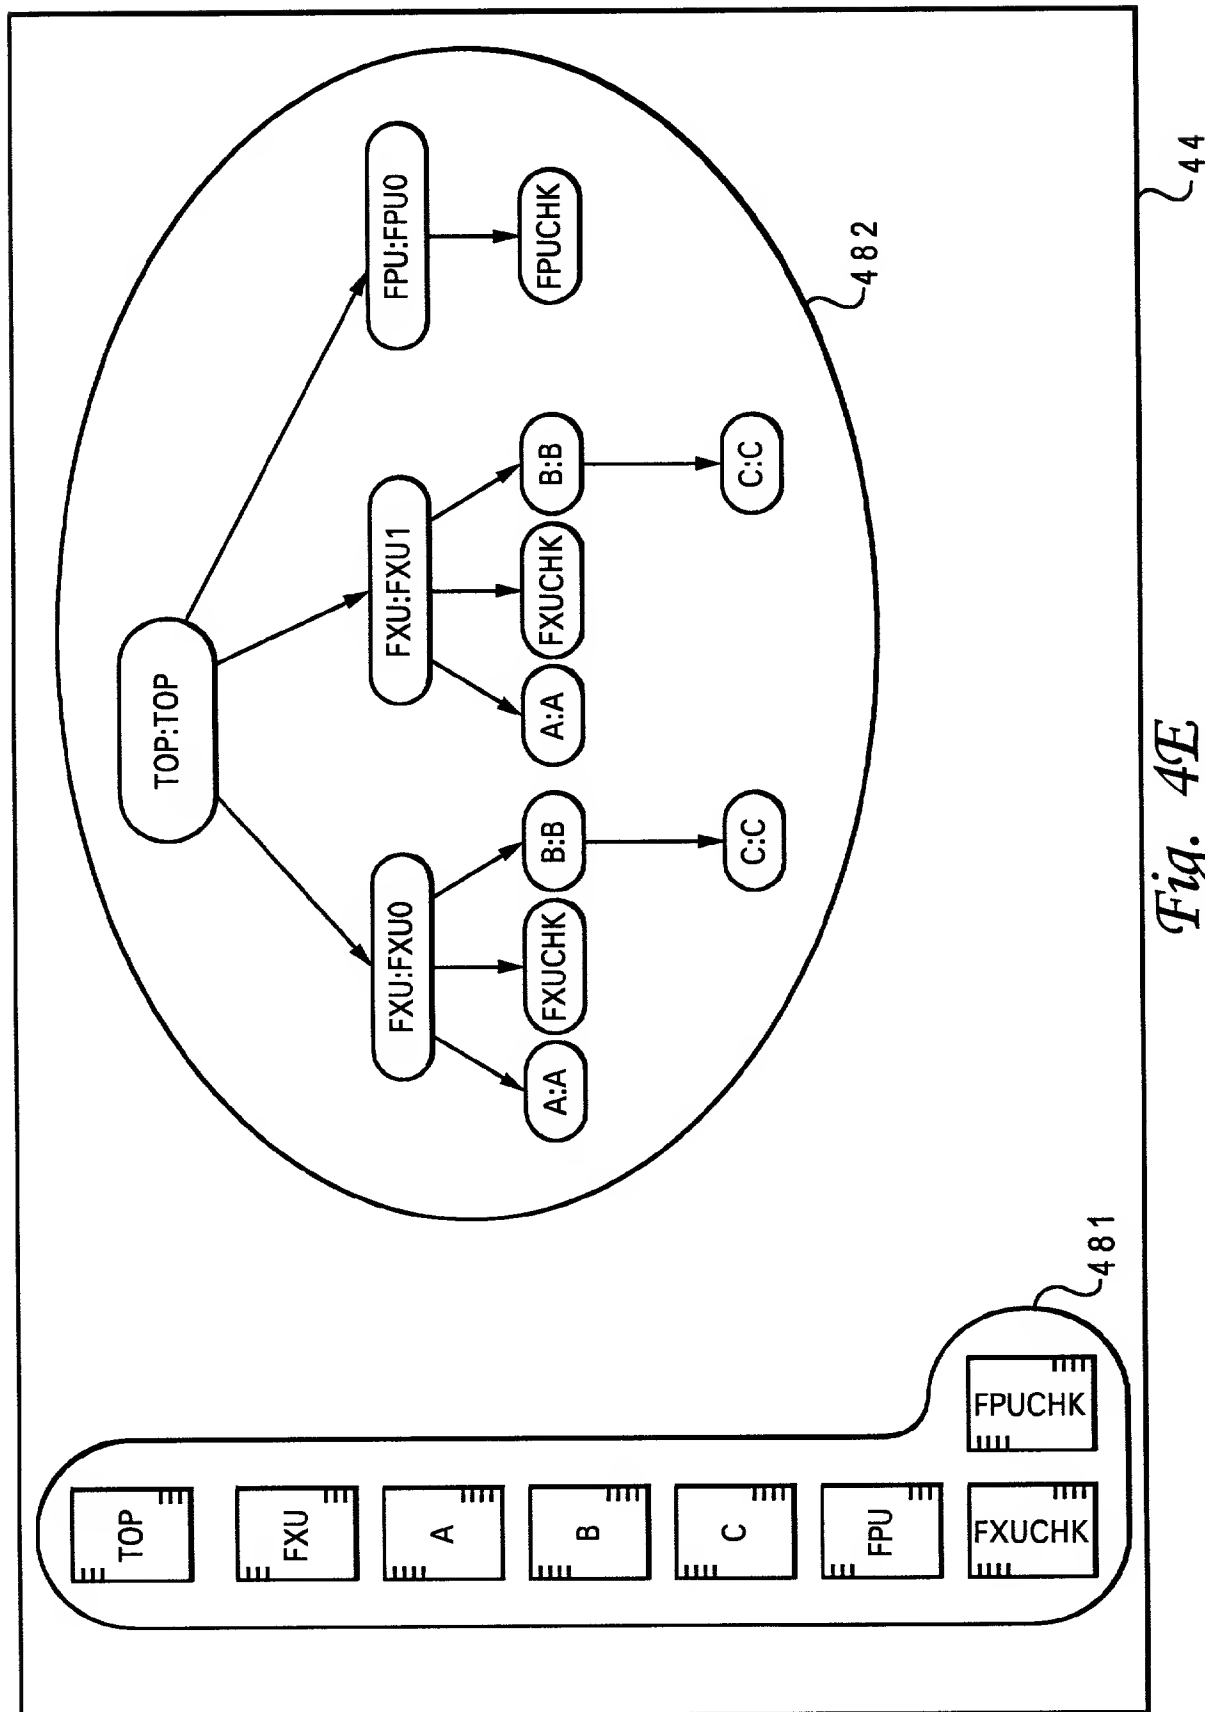 TOP
FXU
A
B
C
FPU
FXUCHK
FPUCHK
481
TOP:TOP
FXU:FXU0
FXU:FXU1
FPU:FPU0
A:A
FXUCHK
B:B
A:A
FXUCHK
B:B
FPUCHK
C:C
C:C
482
44
Fig. 4E